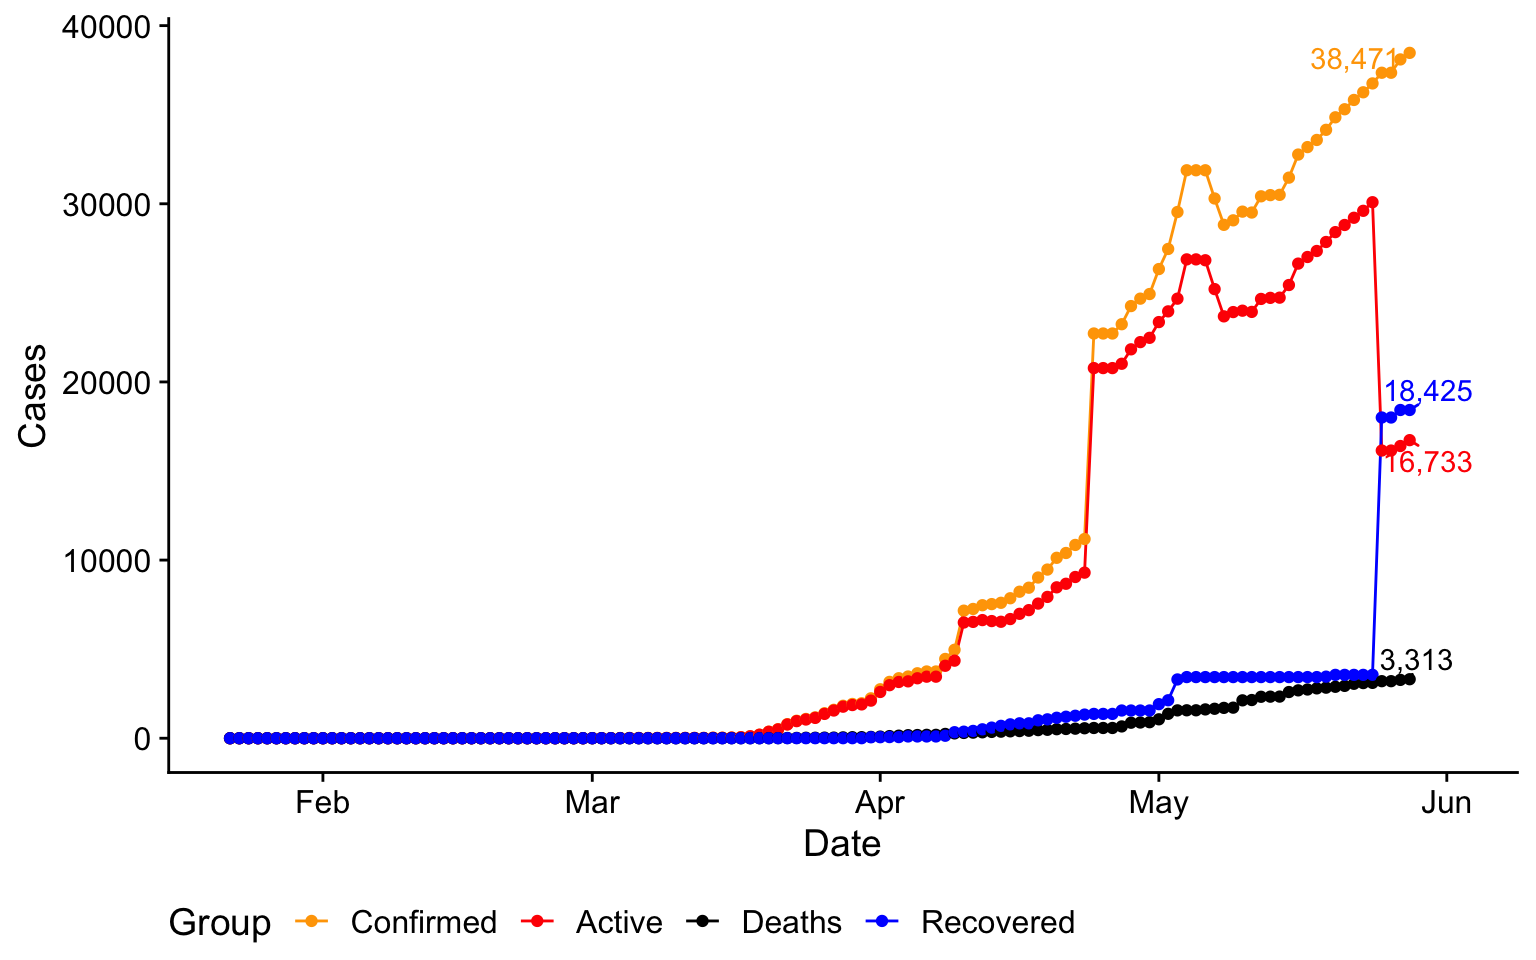 40000
30000
20000
10000
0
Cases
38,471
18,425
16,733
3,313
Feb Mar Apr May Jun
Date
Group Confirmed Active Deaths Recovered